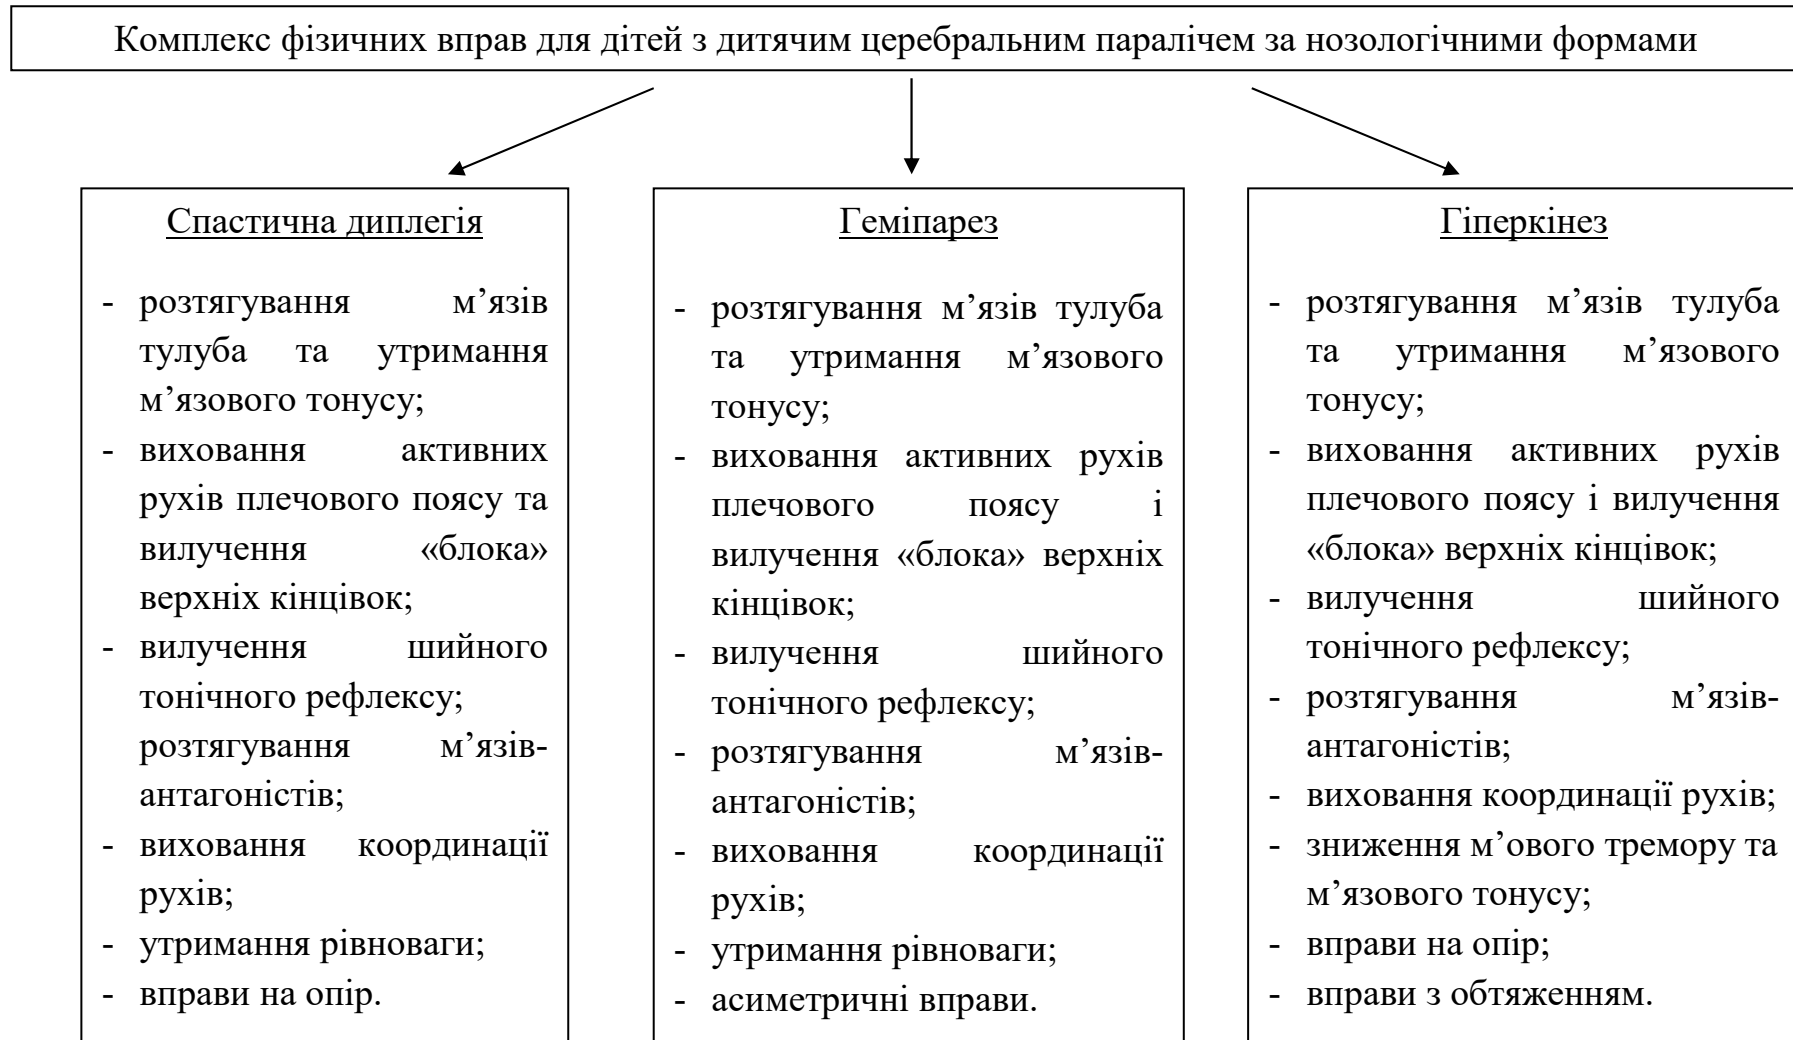 Комплекс фізичних вправ для дітей з дитячим церебральним паралічем за нозологічними формами
Спастична диплегія
- розтягування м’язів
тулуба та утримання
м’язового тонусу;
- виховання активних
рухів плечового поясу та
вилучення «блока»
верхніх кінцівок;
- вилучення шийного
тонічного рефлексу;
розтягування м’язів-
антагоністів;
- виховання координації
рухів;
- утримання рівноваги;
- вправи на опір.
Геміпарез
- розтягування м’язів тулуба
та утримання м’язового
тонусу;
- виховання активних рухів
плечового поясу і
вилучення «блока» верхніх
кінцівок;
- вилучення шийного
тонічного рефлексу;
- розтягування м’язів-
антагоністів;
- виховання координації
рухів;
- утримання рівноваги;
- асиметричні вправи.
Гіперкінез
- розтягування м’язів тулуба
та утримання м’язового
тонусу;
- виховання активних рухів
плечового поясу і вилучення
«блока» верхніх кінцівок;
- вилучення шийного
тонічного рефлексу;
- розтягування м’язів-
антагоністів;
- виховання координації рухів;
- зниження м’ового тремору та
м’язового тонусу;
- вправи на опір;
- вправи з обтяженням.